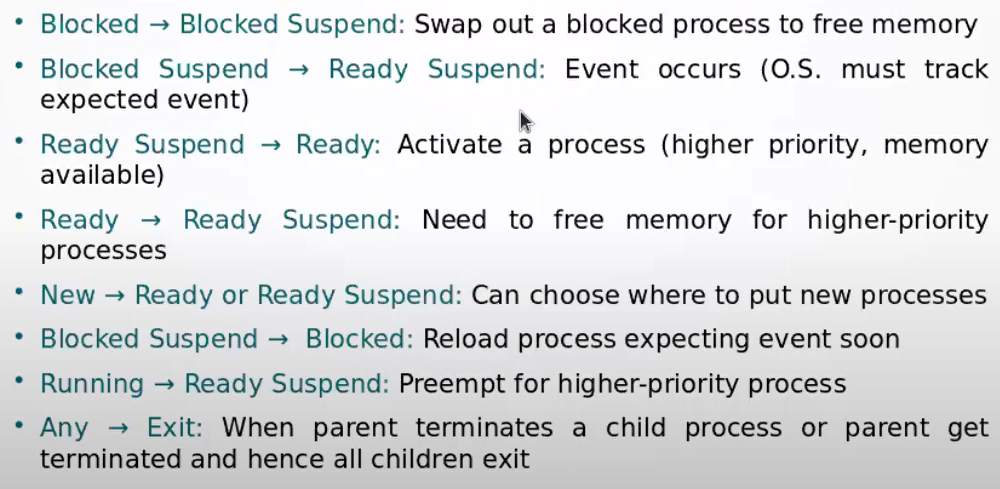 • Blocked → Blocked Suspend: Swap out a blocked process to free memory
• Blocked Suspend → Ready Suspend: Event occurs (O.S. must track
expected event)
• Ready Suspend → Ready: Activate a process (higher priority, memory
available)
• Ready → Ready Suspend: Need to free memory for higher-priority
processes
• New → Ready or Ready Suspend: Can choose where to put new processes
• Blocked Suspend → Blocked: Reload process expecting event soon
• Running → Ready Suspend: Preempt for higher-priority process
• Any → Exit: When parent terminates a child process or parent get
terminated and hence all children exit